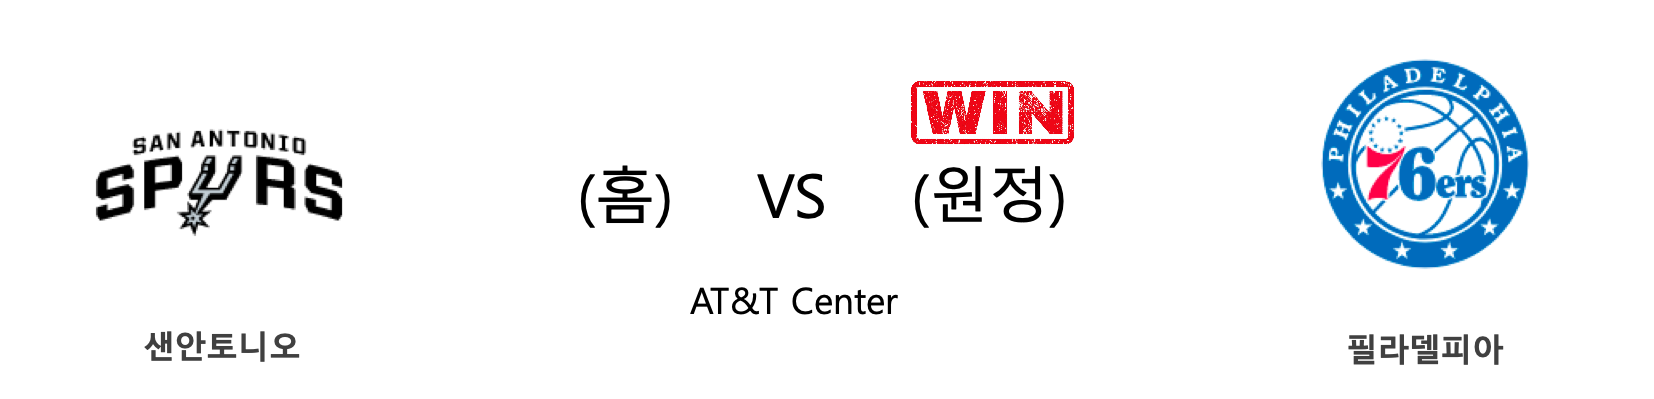 SAN ANTONIO
SPURS
샌안토니오
WIN
(홈) VS (원정)
AT&T Center
PHILADELPHIA
76ers
필라델피아